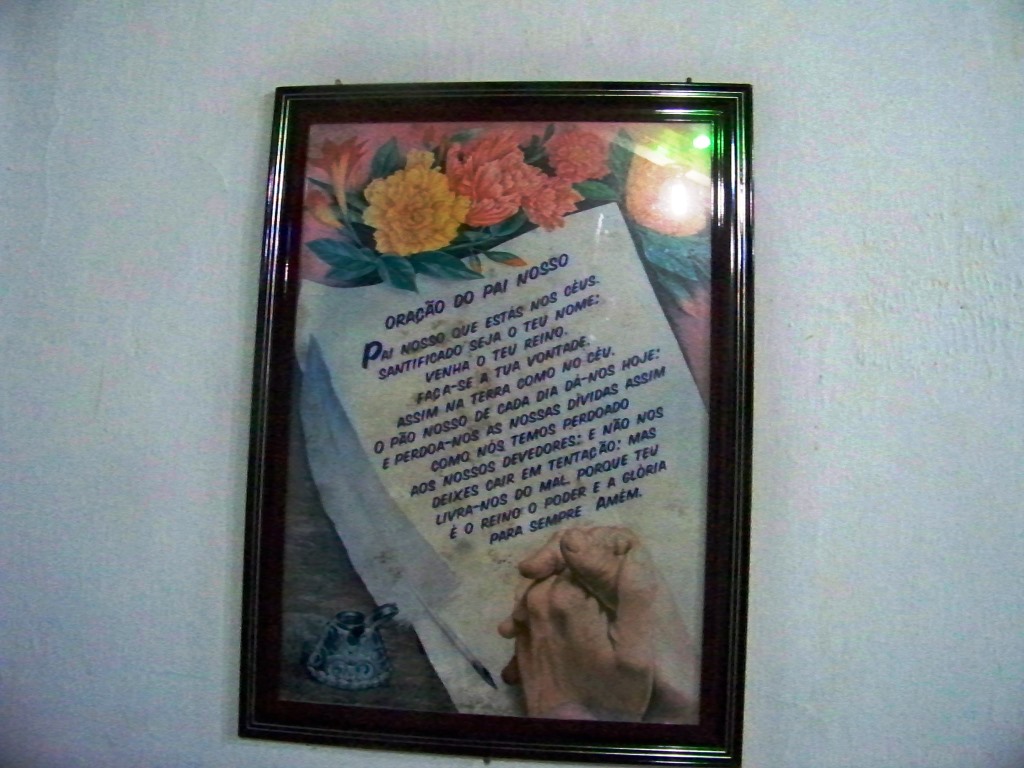 ORAÇÃO DO PAI NOSSO
PAI NOSSO QUE ESTÁS NOS CÉUS.
SANTIFICADO SEJA O TEU NOME:
VENHA O TEU REINO.
FAÇA-SE A TUA VONTADE.
ASSIM NA TERRA COMO NO CÉU.
O PÃO NOSSO DE CADA DIA DÁ-NOS HOJE:
E PERDOA-NOS AS NOSSAS DÍVIDAS ASSIM
COMO NÓS TEMOS PERDOADO
AOS NOSSOS DEVEDORES: E NÃO NOS
DEIXES CAIR EM TENTAÇÃO: MAS
LIVRA-NOS DO MAL. PORQUE TEU
É O REINO O PODER E A GLÓRIA
PARA SEMPRE AMÉM.